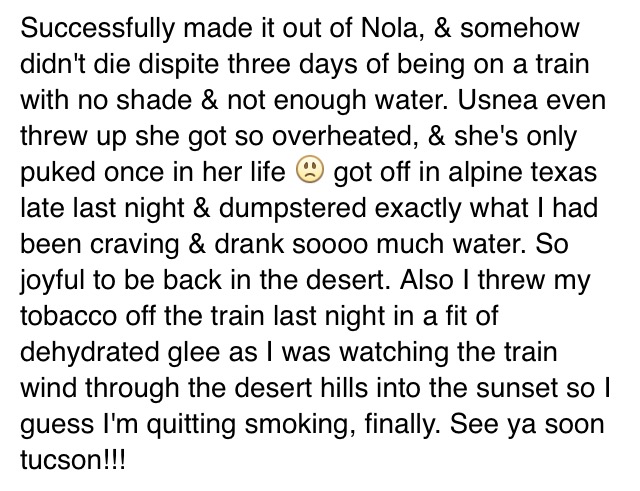 Successfully made it out of Nola, & somehow
didn't die dispite three days of being on a train
with no shade & not enough water. Usnea even
threw up she got so overheated, & she's only
puked once in her life 🙁 got off in alpine texas
late last night & dumpstered exactly what I had
been craving & drank soooo much water. So
joyful to be back in the desert. Also I threw my
tobacco off the train last night in a fit of
dehydrated glee as I was watching the train
wind through the desert hills into the sunset so I
guess I'm quitting smoking, finally. See ya soon
tucson!!!